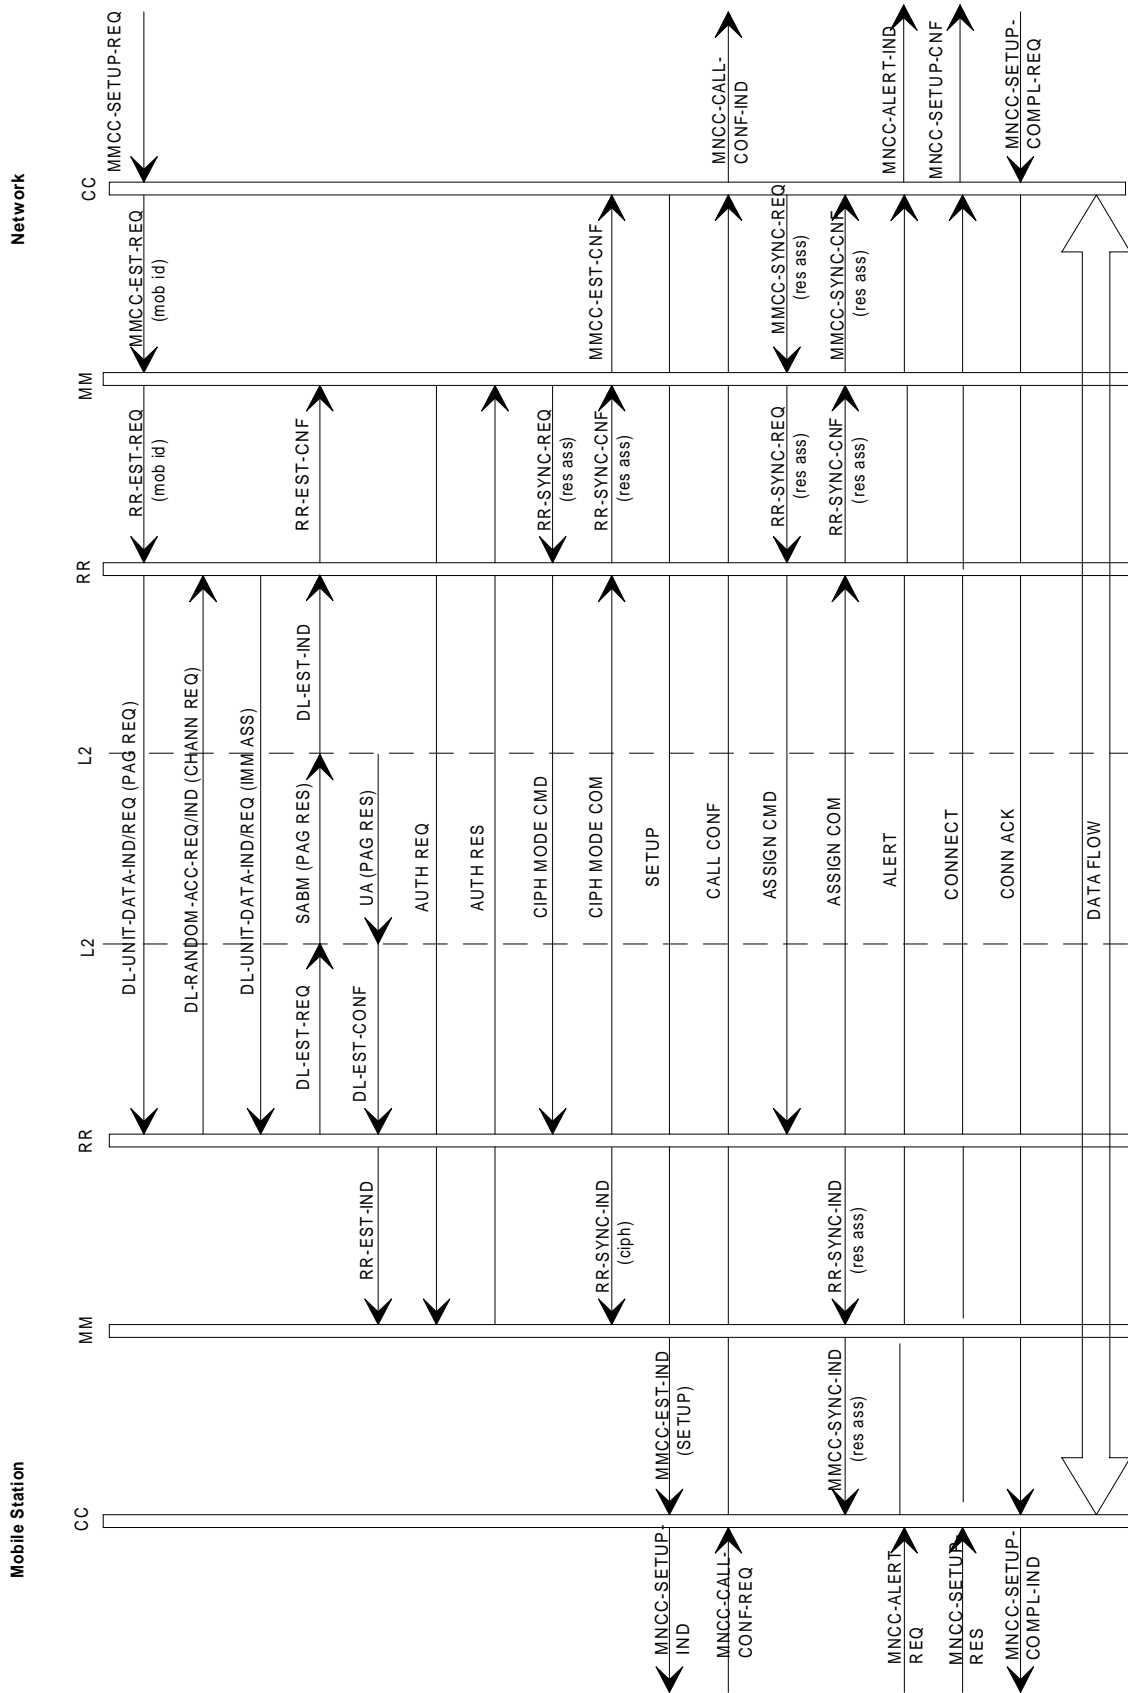 Mobile Station
Network
CC
MM
RR
L2
L2
RR
MM
CC
MMCC-SETUP-REQ
MMCC-EST-REQ
(mob id)
RR-EST-REQ
(mob id)
DL-UNIT-DATA-IND/REQ (PAG REQ)
DL-RANDOM-ACC-REQ/IND (CHANN REQ)
DL-UNIT-DATA-IND/REQ (IMM ASS)
DL-EST-REQ
SABM (PAG RES)
DL-EST-IND
RR-EST-CNF
RR-EST-IND
DL-EST-CONF
UA (PAG RES)
AUTH REQ
AUTH RES
CIPH MODE CMD
RR-SYNC-REQ
(res ass)
RR-SYNC-IND
(ciph)
CIPH MODE COM
RR-SYNC-CNF
(res ass)
MMCC-EST-CNF
MNCC-SETUP-
IND
MMCC-EST-IND
(SETUP)
SETUP
MNCC-CALL-
CONF-REQ
CALL CONF
MNCC-CALL-
CONF-IND
ASSIGN CMD
RR-SYNC-REQ
(res ass)
MMCC-SYNC-REQ
(res ass)
MMCC-SYNC-IND
(res ass)
RR-SYNC-IND
(res ass)
ASSIGN COM
RR-SYNC-CNF
(res ass)
MMCC-SYNC-CNF
(res ass)
MNCC-ALERT-
REQ
ALERT
MNCC-ALERT-IND
MNCC-SETUP-
RES
CONNECT
MNCC-SETUP-CNF
MNCC-SETUP-
COMPL-IND
CONN ACK
MNCC-SETUP-
COMPL-REQ
DATA FLOW